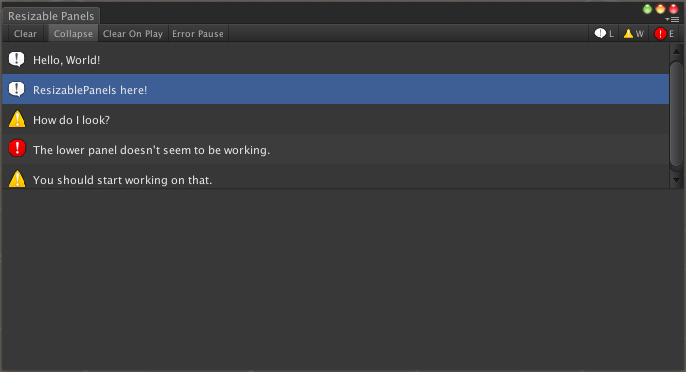 Resizable Panels
Clear Collapse Clear On Play Error Pause L W E
Hello, World!
ResizablePanels here!
How do I look?
The lower panel doesn't seem to be working.
You should start working on that.